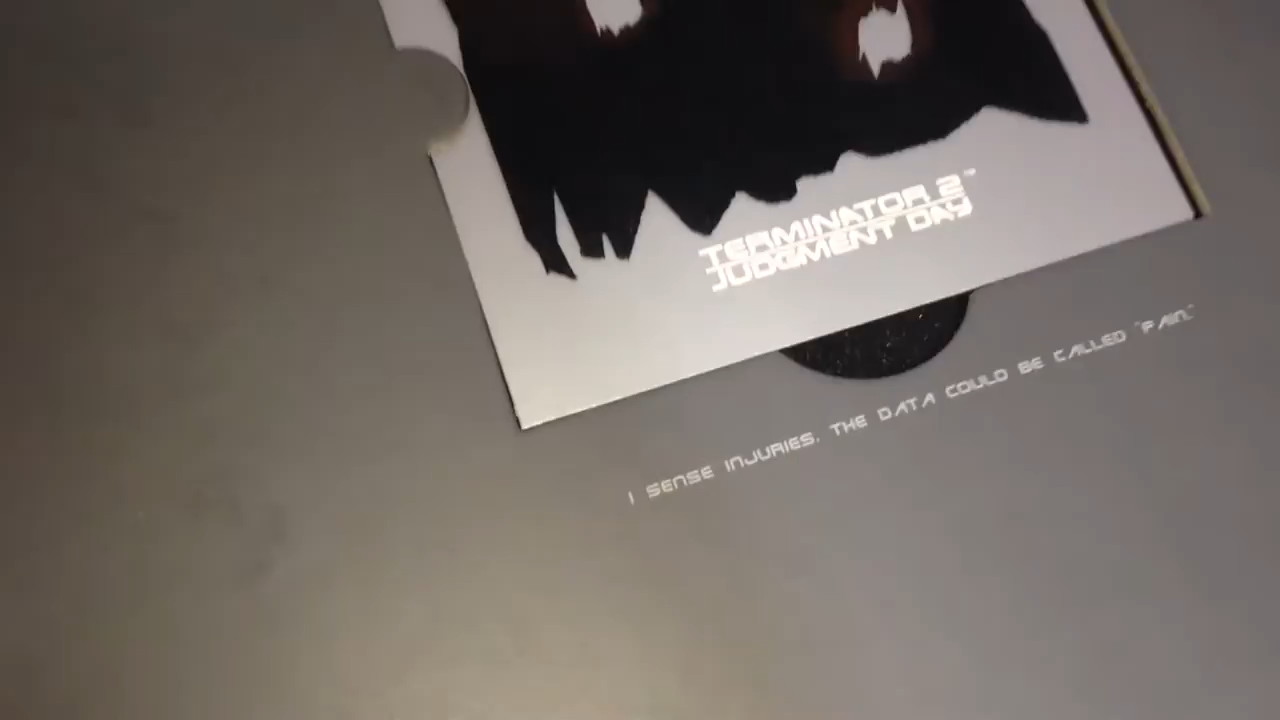 TERMINATOR 2™
JUDGMENT DAY
I SENSE INJURIES. THE DATA COULD BE CALLED "PAIN."